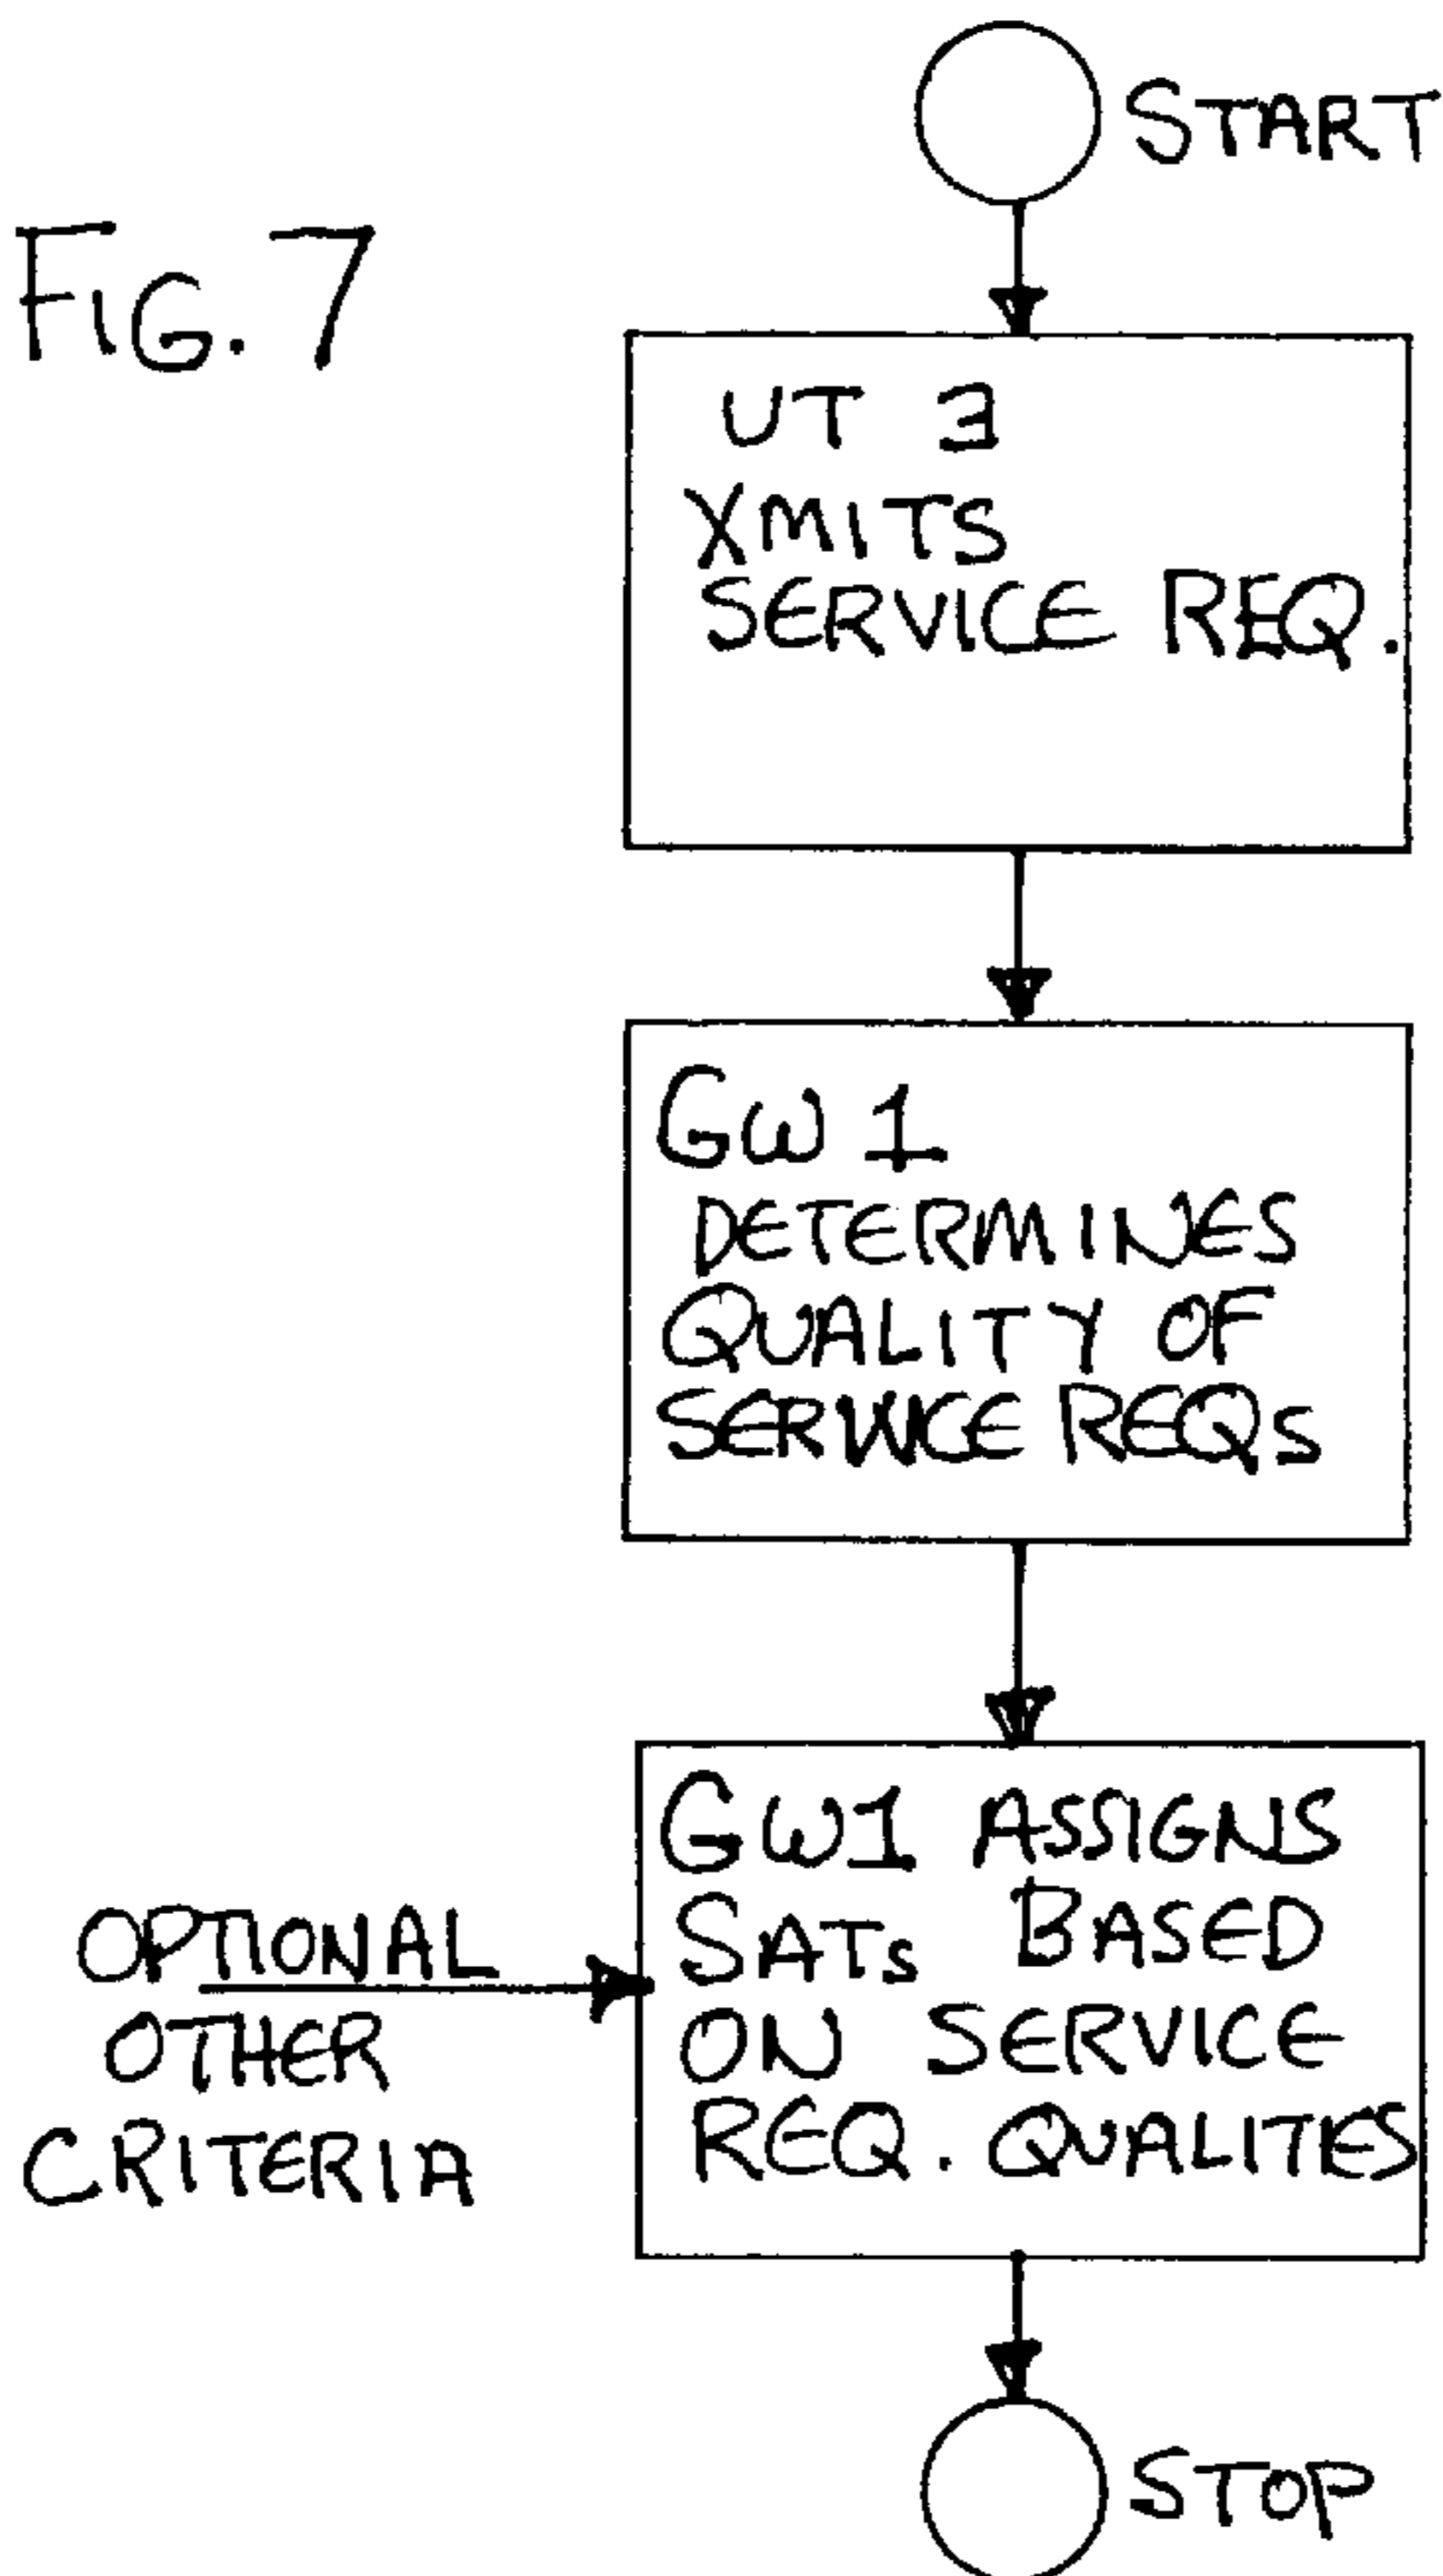 START
FIG. 7
UT 3
XMITS
SERVICE REQ.
GW 1
DETERMINES
QUALITY OF
SERVICE REQs
GW1 ASSIGNS
SATs BASED
ON SERVICE
REQ. QUALITES
OPTIONAL
OTHER
CRITERIA
STOP